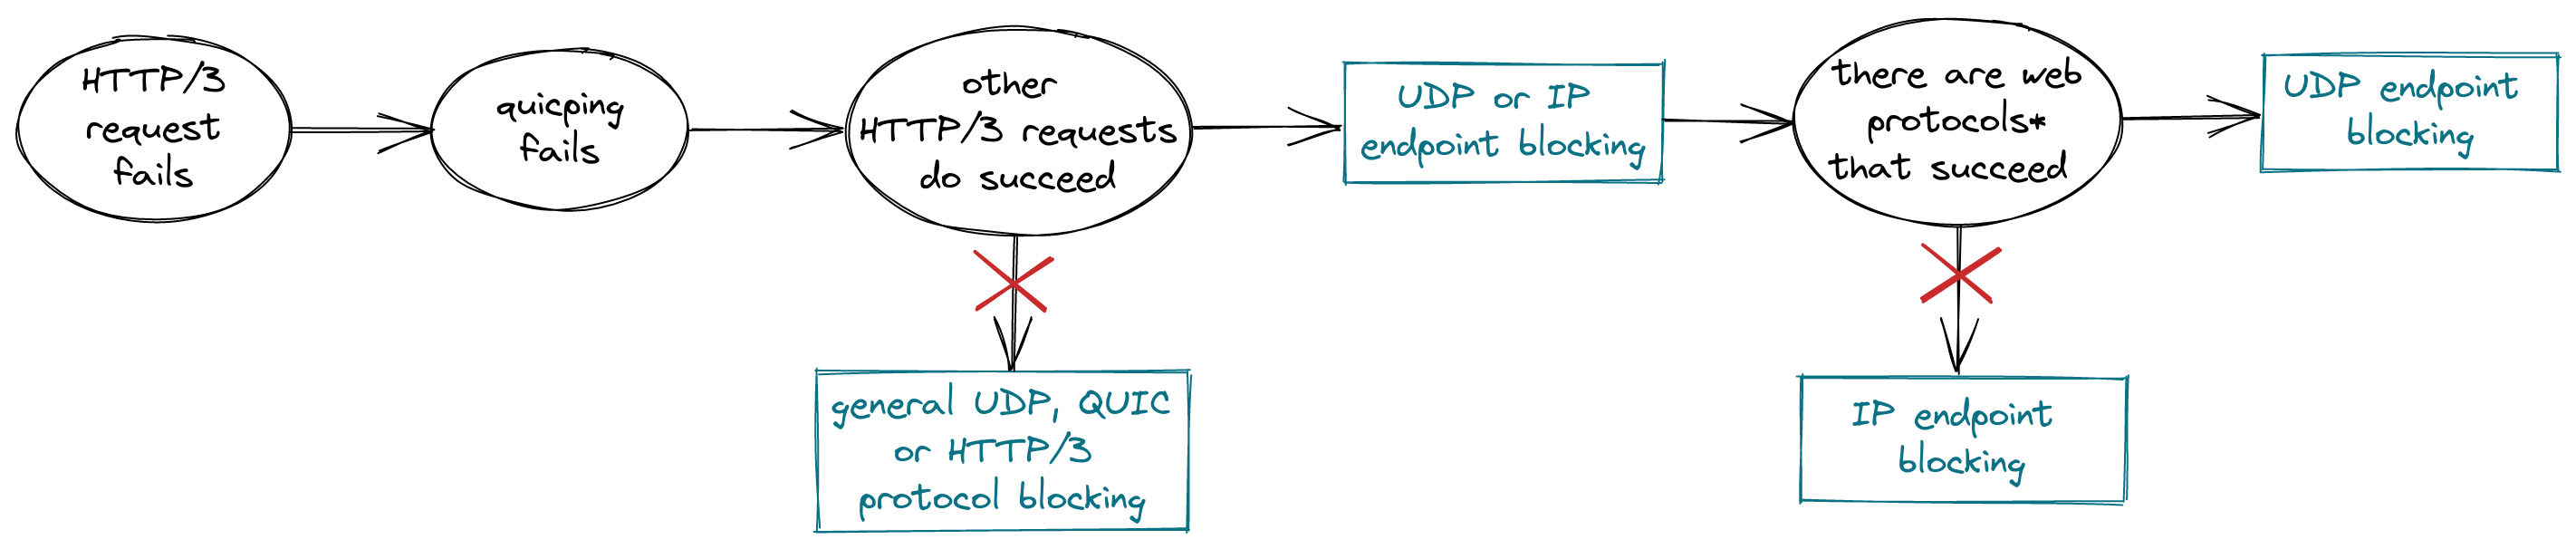 HTTP/3
request
fails
quicping
fails
other
HTTP/3 requests
do succeed
UDP or IP
endpoint blocking
there are web
protocols*
that succeed
UDP endpoint
blocking
general UDP, QUIC
or HTTP/3
protocol blocking
IP endpoint
blocking